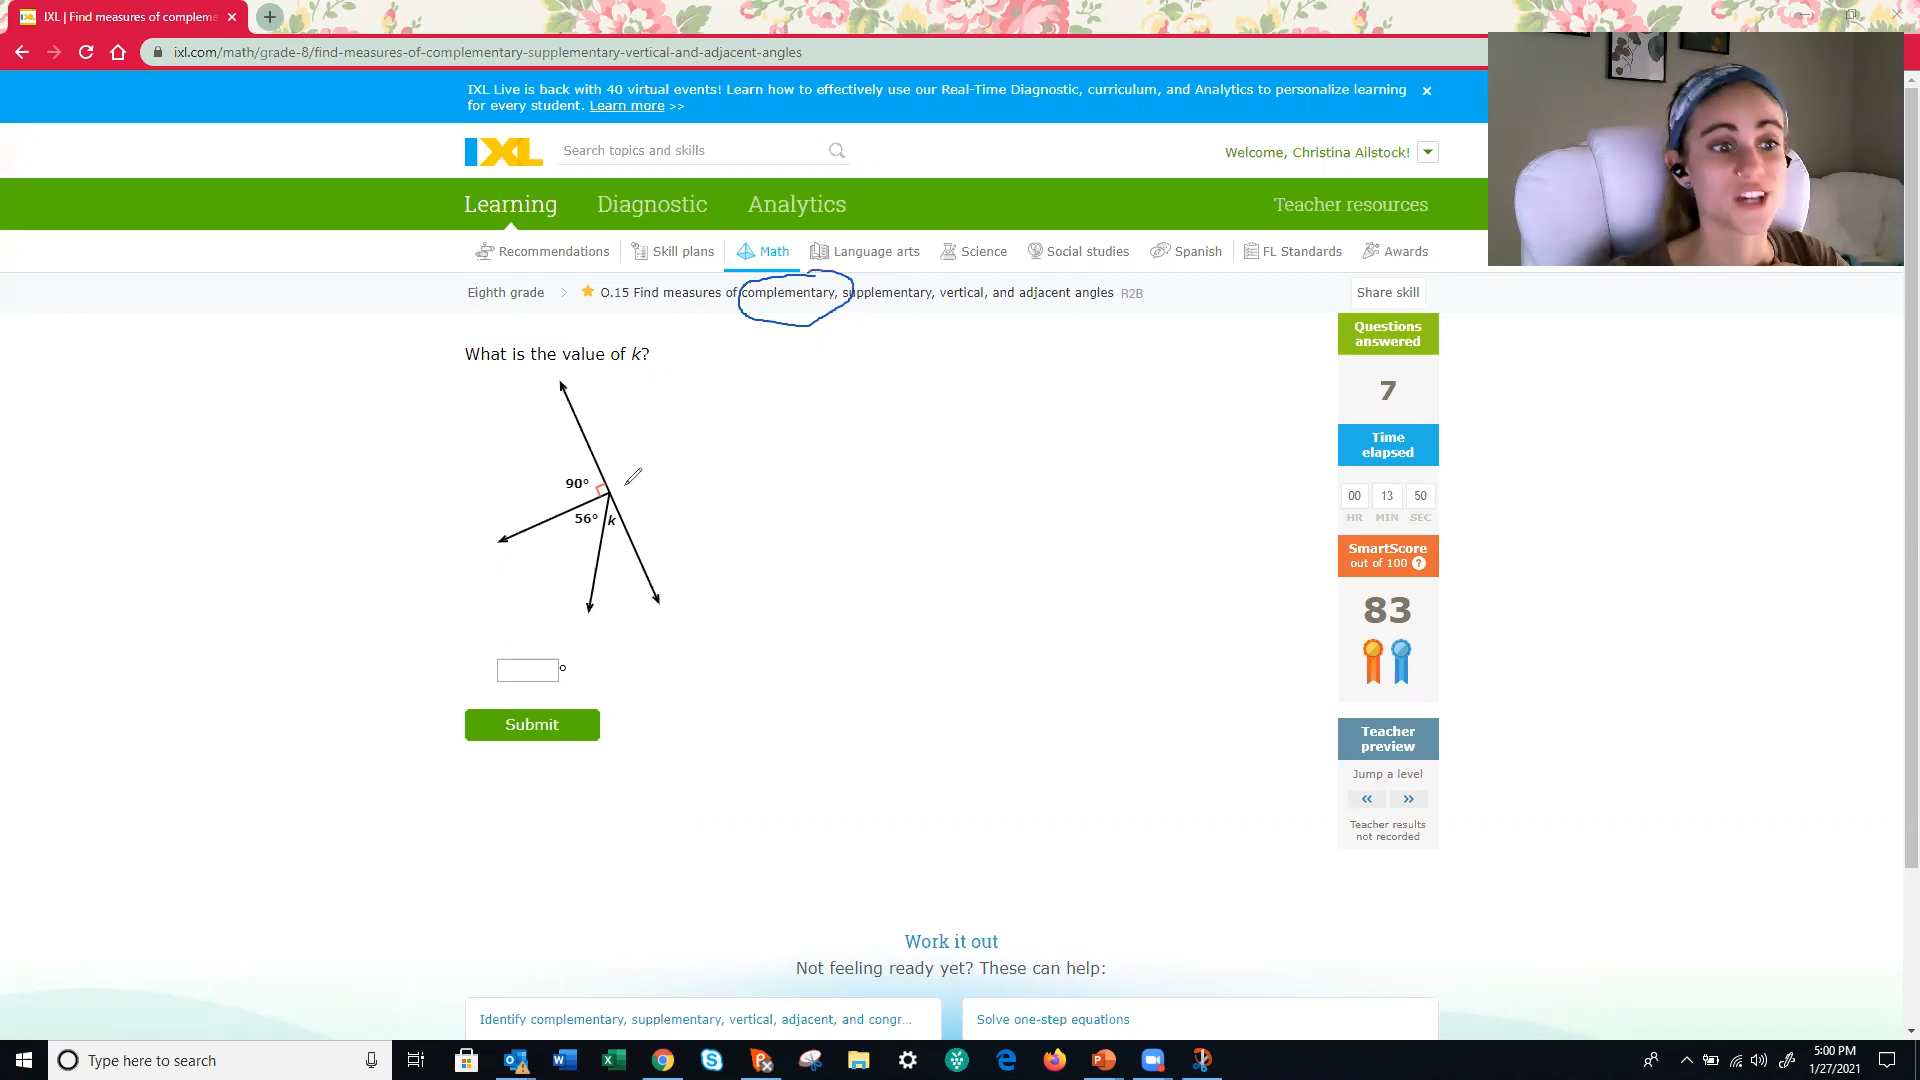 IXL | Find measures of compleme
ixl.com/math/grade-8/find-measures-of-complementary-supplementary-vertical-and-adjacent-angles
IXL Live is back with 40 virtual events! Learn how to effectively use our Real-Time Diagnostic, curriculum, and Analytics to personalize learning
for every student. Learn more >>
IXL
Search topics and skills
Welcome, Christina Ailstock!
Learning Diagnostic Analytics Teacher resources
Recommendations Skill plans Math Language arts Science Social studies Spanish FL Standards Awards
Eighth grade > O.15 Find measures of complementary, supplementary, vertical, and adjacent angles R2B
Share skill
What is the value of k?
90°
56° k
°
Submit
Questions
answered
7
Time
elapsed
00 13 50
HR MIN SEC
SmartScore
out of 100 ?
83
Teacher
preview
Jump a level
<< >>
Teacher results
not recorded
Work it out
Not feeling ready yet? These can help:
Identify complementary, supplementary, vertical, adjacent, and congr...
Solve one-step equations
Type here to search
5:00 PM
1/27/2021